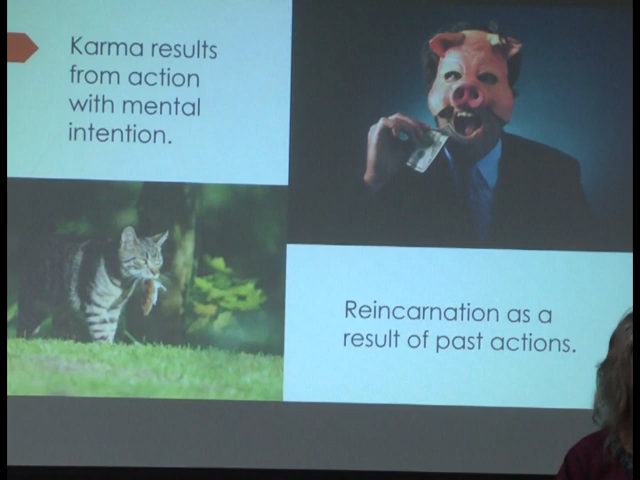 Karma results
from action
with mental
intention.
Reincarnation as a
result of past actions.